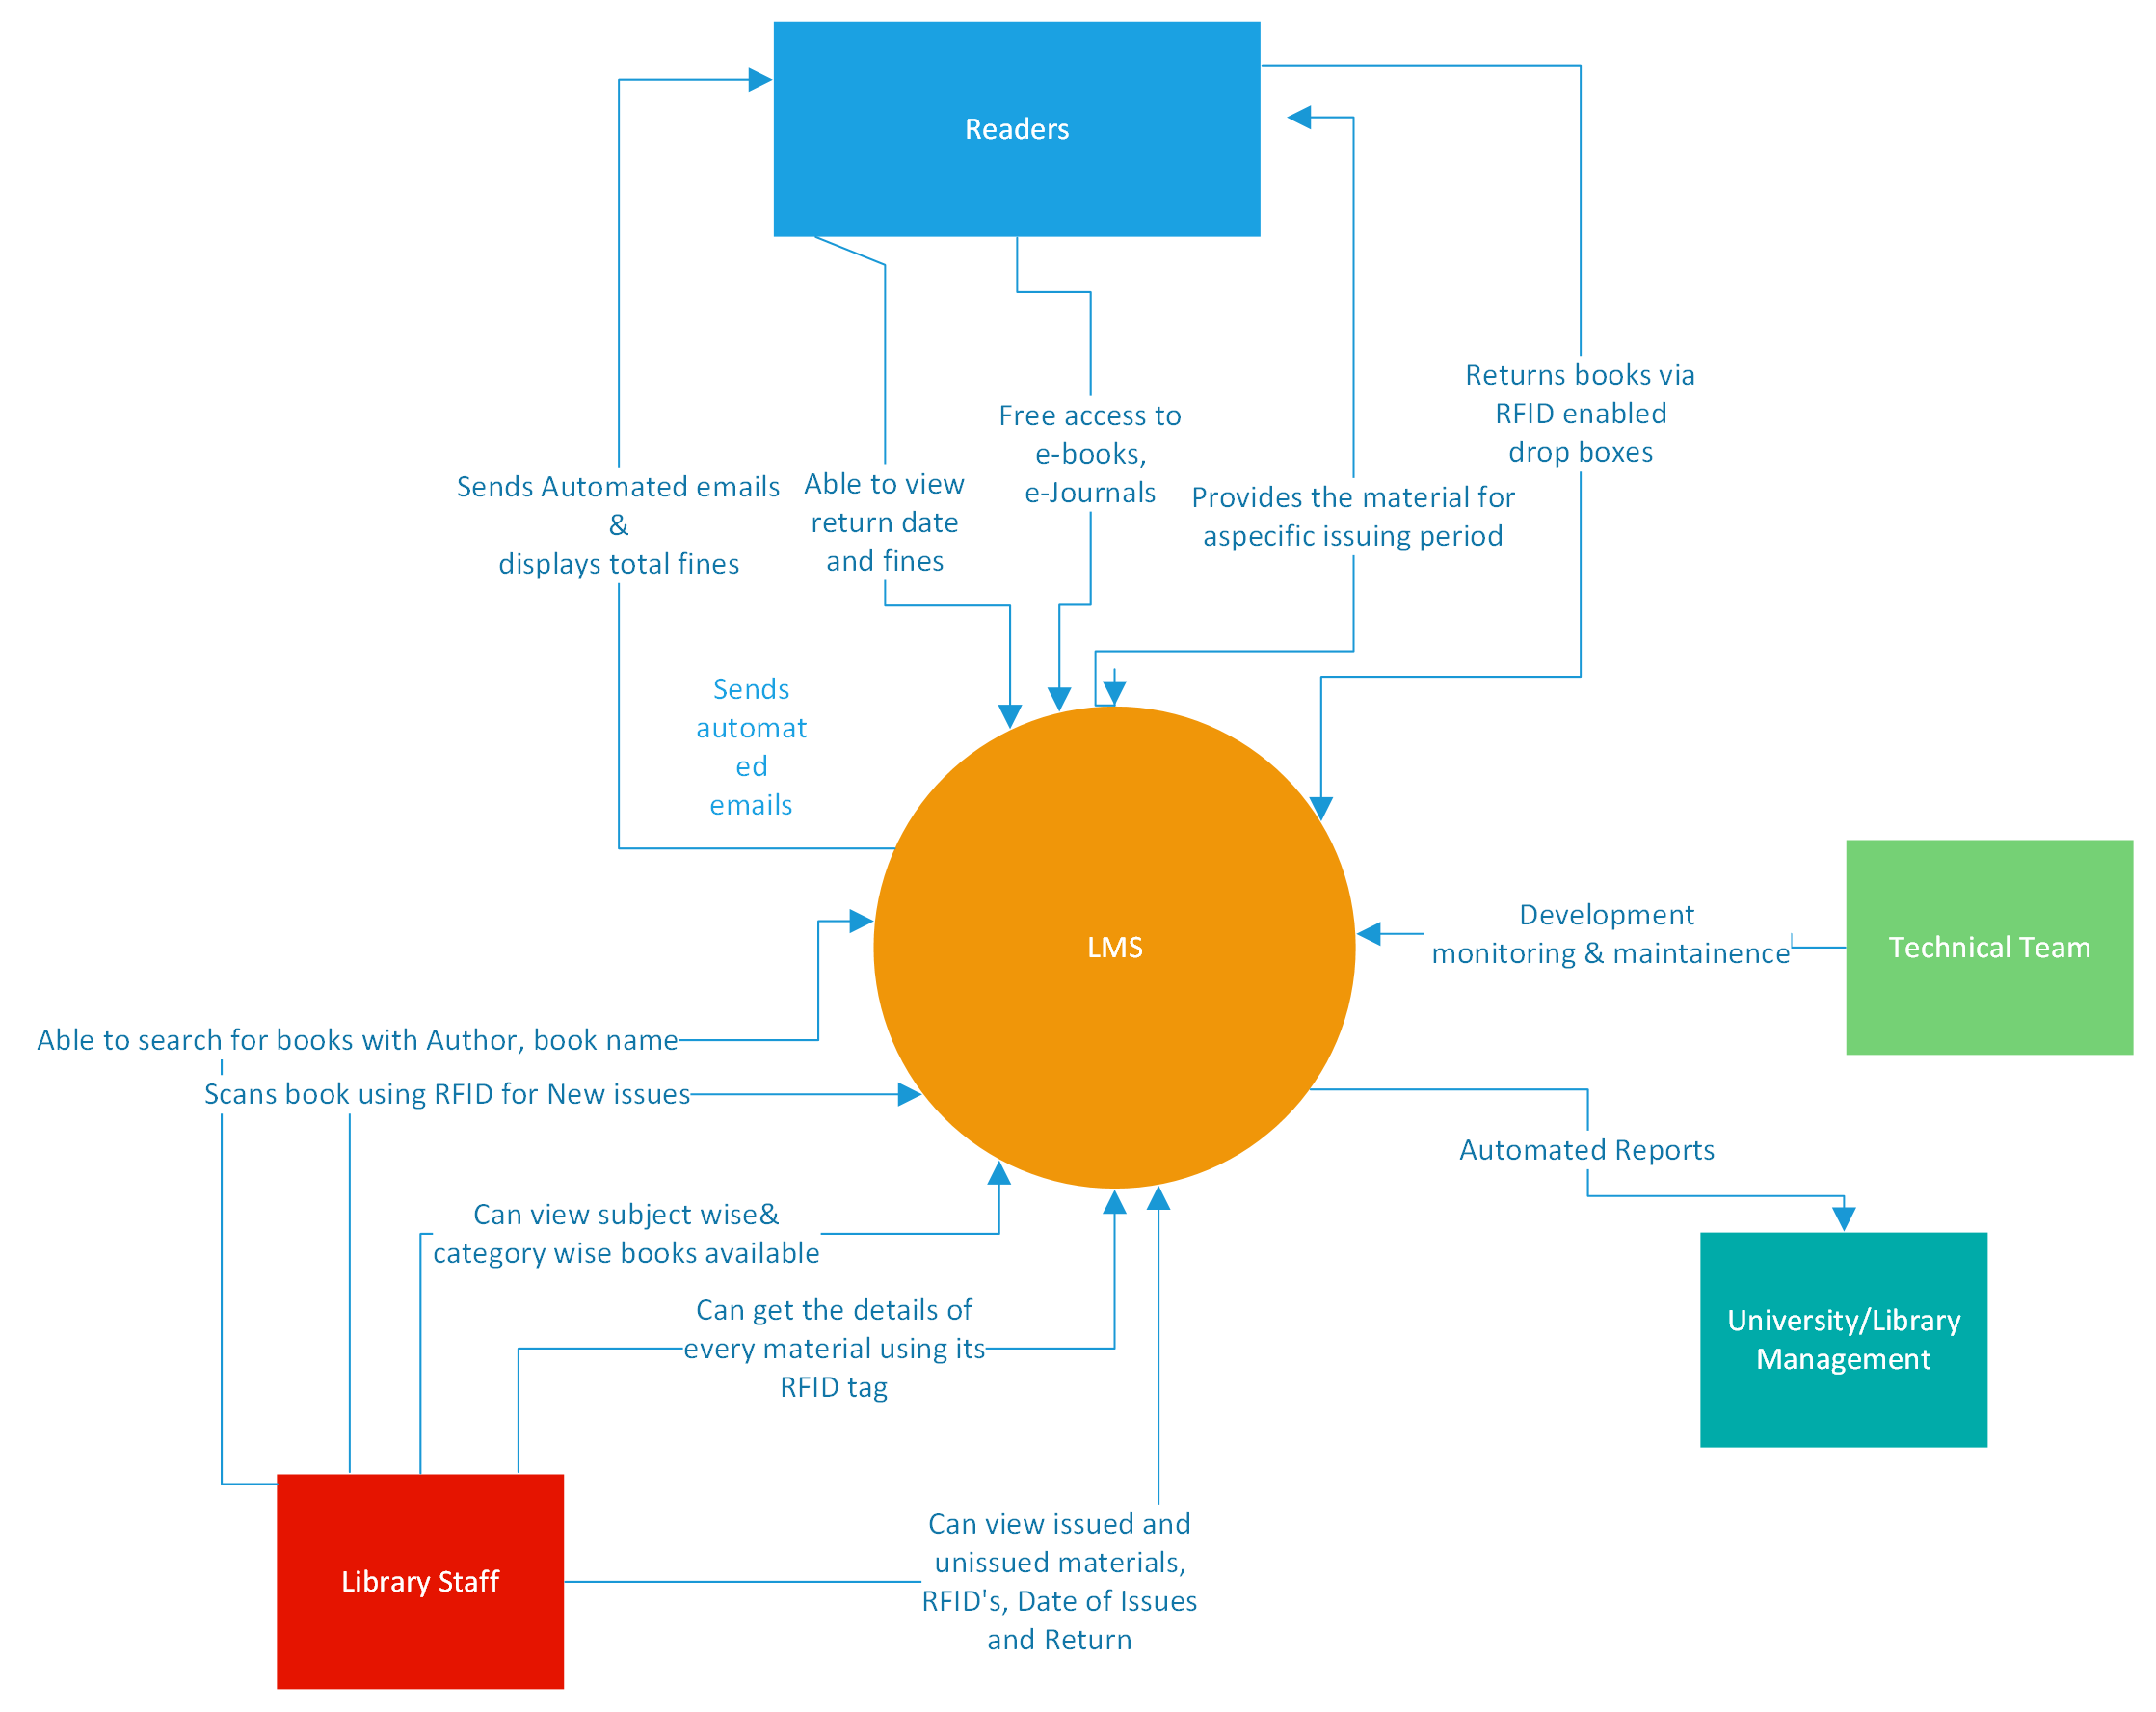 Readers
Returns books via
RFID enabled
drop boxes
Free access to
e-books,
e-Journals
Sends Automated emails
&
displays total fines
Able to view
return date
and fines
Provides the material for
aspecific issuing period
Sends
automat
ed
emails
LMS
Development
monitoring & maintainence
Technical Team
Able to search for books with Author, book name
Scans book using RFID for New issues
Automated Reports
Can view subject wise&
category wise books available
Can get the details of
every material using its
RFID tag
University/Library
Management
Library Staff
Can view issued and
unissued materials,
RFID's, Date of Issues
and Return